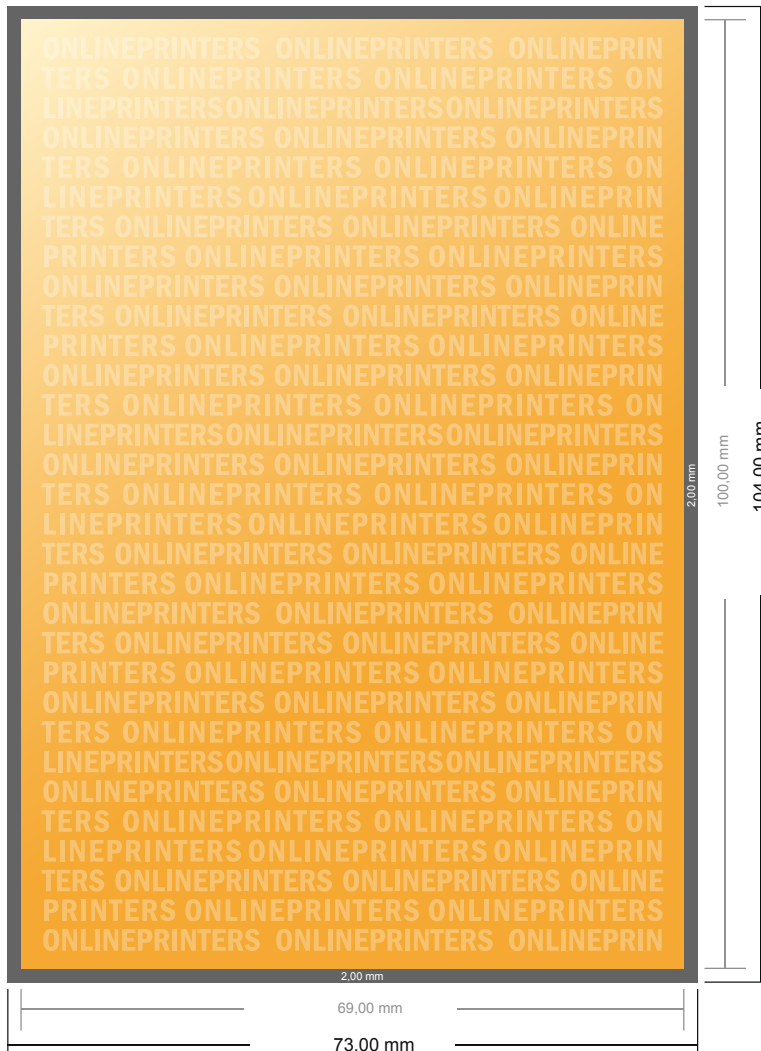 ONLINEPRINTERS ONLINEPRINTERS ONLINEPRIN
TERS ONLINEPRINTERS ONLINEPRINTERS ON
LINEPRINTERSONLINEPRINTERSONLINEPRINTERS
ONLINEPRINTERS ONLINEPRINTERS ONLINEPRIN
TERS ONLINEPRINTERS ONLINEPRINTERS ON
LINEPRINTERS ONLINEPRINTERS ONLINEPRIN
TERS ONLINEPRINTERS ONLINEPRINTERS ONLINE
PRINTERS ONLINEPRINTERS ONLINEPRINTERS
ONLINEPRINTERS ONLINEPRINTERS ONLINEPRIN
TERS ONLINEPRINTERS ONLINEPRINTERS ONLINE
PRINTERS ONLINEPRINTERS ONLINEPRINTERS
ONLINEPRINTERS ONLINEPRINTERS ONLINEPRIN
TERS ONLINEPRINTERS ONLINEPRINTERS ON
LINEPRINTERSONLINEPRINTERSONLINEPRINTERS
ONLINEPRINTERS ONLINEPRINTERS ONLINEPRIN
TERS ONLINEPRINTERS ONLINEPRINTERS ON
LINEPRINTERS ONLINEPRINTERS ONLINEPRIN
TERS ONLINEPRINTERS ONLINEPRINTERS ONLINE
PRINTERS ONLINEPRINTERS ONLINEPRINTERS
ONLINEPRINTERS ONLINEPRINTERS ONLINEPRIN
TERS ONLINEPRINTERS ONLINEPRINTERS ONLINE
PRINTERS ONLINEPRINTERS ONLINEPRINTERS
ONLINEPRINTERS ONLINEPRINTERS ONLINEPRIN
TERS ONLINEPRINTERS ONLINEPRINTERS ON
LINEPRINTERSONLINEPRINTERSONLINEPRINTERS
ONLINEPRINTERS ONLINEPRINTERS ONLINEPRIN
TERS ONLINEPRINTERS ONLINEPRINTERS ON
LINEPRINTERS ONLINEPRINTERS ONLINEPRIN
TERS ONLINEPRINTERS ONLINEPRINTERS ONLINE
PRINTERS ONLINEPRINTERS ONLINEPRINTERS
ONLINEPRINTERS ONLINEPRINTERS ONLINEPRIN
2,00 mm
100,00 mm
104,00 mm
2,00 mm
69,00 mm
73,00 mm